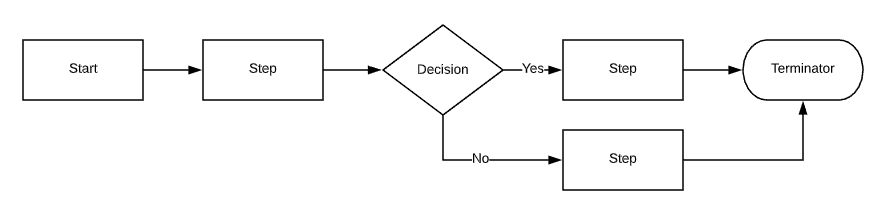 Start
Step
Decision
Yes
Step
Terminator
No
Step